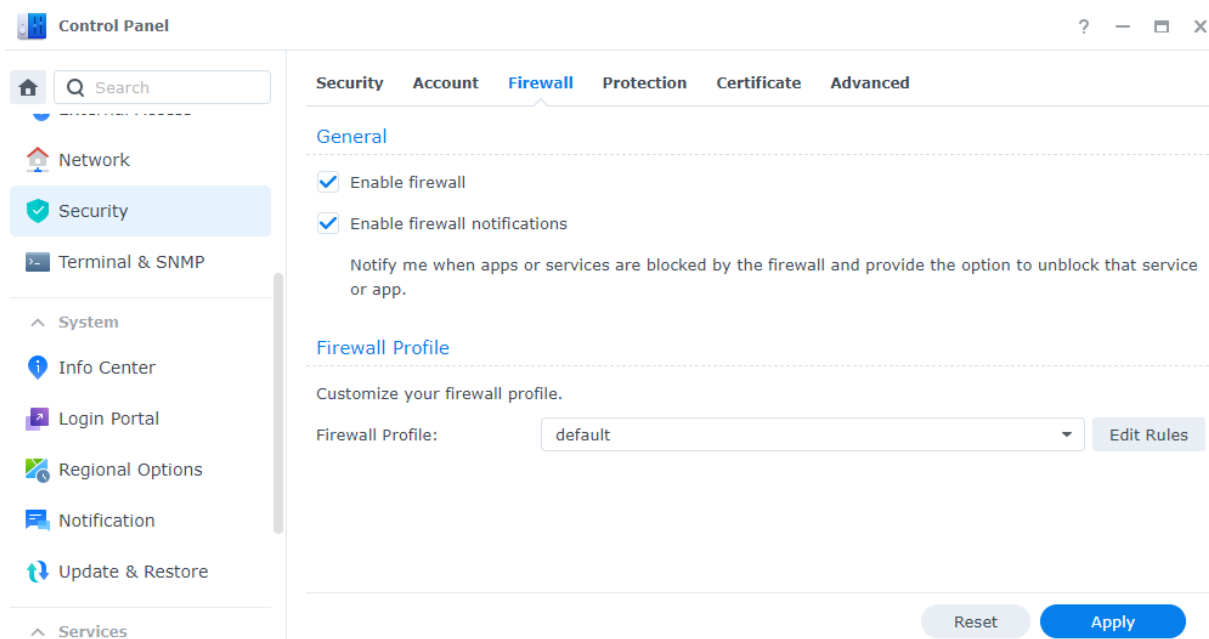 Control Panel
Search
Network
Security
Terminal & SNMP
System
Info Center
Login Portal
Regional Options
Notification
Update & Restore
Services
Security Account Firewall Protection Certificate Advanced
General
Enable firewall
Enable firewall notifications
Notify me when apps or services are blocked by the firewall and provide the option to unblock that service
or app.
Firewall Profile
Customize your firewall profile.
Firewall Profile: default Edit Rules
Reset Apply